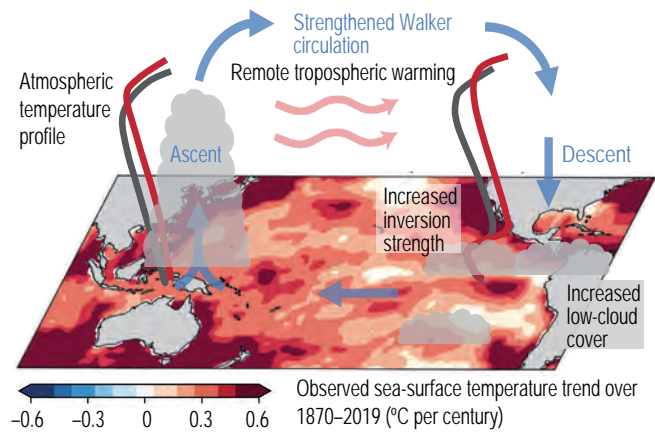 Strengthened Walker
circulation
Atmospheric
temperature
profile
Remote tropospheric warming
Ascent
Descent
Increased
inversion
strength
Increased
low-cloud
cover
–0.6 –0.3 0 0.3 0.6
Observed sea-surface temperature trend over
1870–2019 (ºC per century)